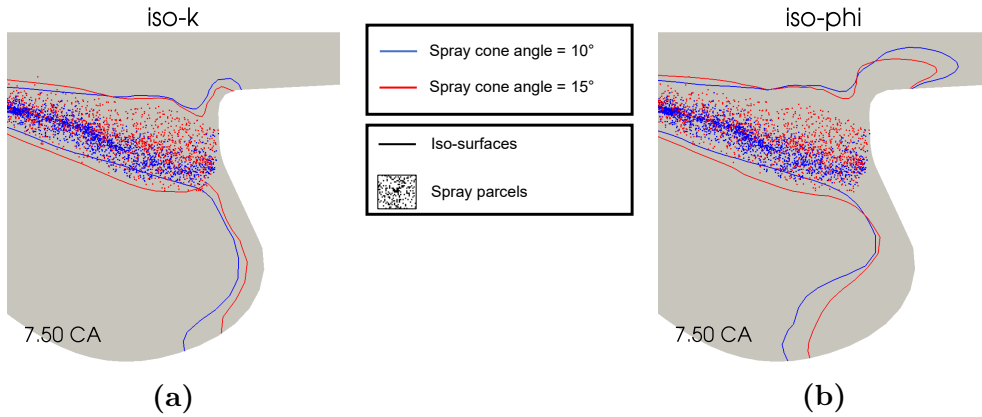 iso-k
iso-phi
Spray cone angle = 10°
Spray cone angle = 15°
Iso-surfaces
Spray parcels
7.50 CA
7.50 CA
(a)
(b)